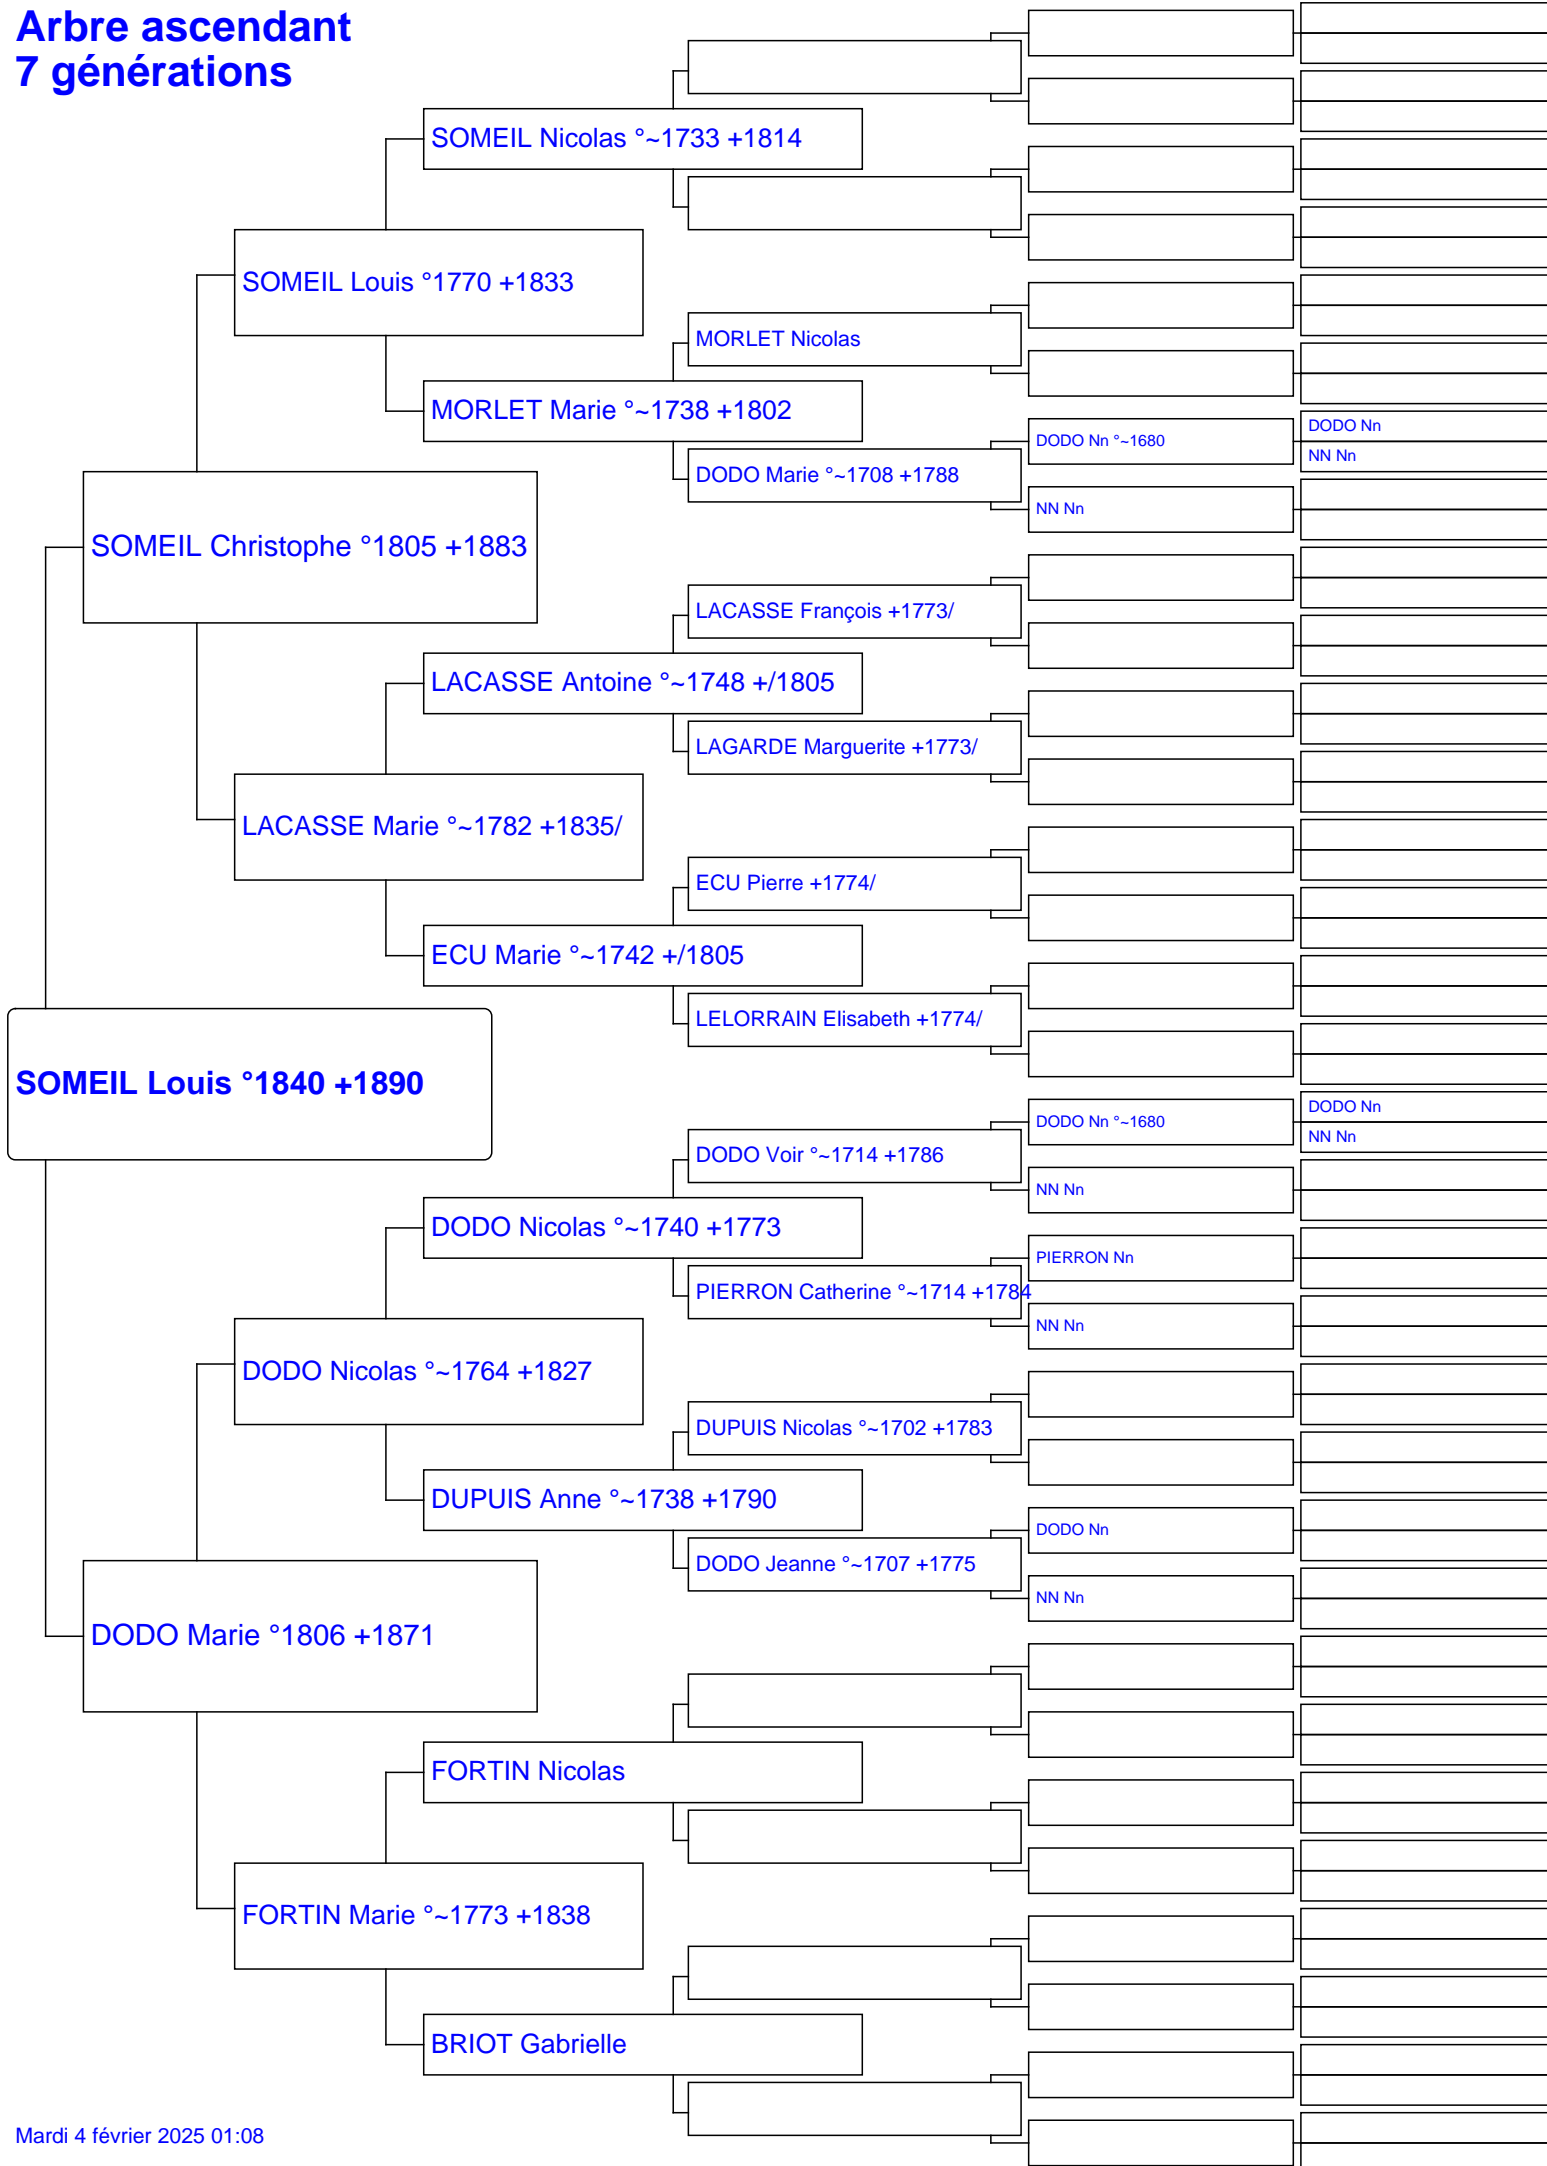 Arbre ascendant
7 générations
SOMEIL Nicolas °~1733 +1814
SOMEIL Louis °1770 +1833
MORLET Nicolas
MORLET Marie °~1738 +1802
DODO Nn °~1680
DODO Nn
NN Nn
DODO Marie °~1708 +1788
NN Nn
SOMEIL Christophe °1805 +1883
LACASSE François +1773/
LACASSE Antoine °~1748 +/1805
LAGARDE Marguerite +1773/
LACASSE Marie °~1782 +1835/
ECU Pierre +1774/
ECU Marie °~1742 +/1805
LELORRAIN Elisabeth +1774/
SOMEIL Louis °1840 +1890
DODO Nn °~1680
DODO Nn
NN Nn
DODO Voir °~1714 +1786
NN Nn
DODO Nicolas °~1740 +1773
PIERRON Nn
PIERRON Catherine °~1714 +1784
NN Nn
DODO Nicolas °~1764 +1827
DUPUIS Nicolas °~1702 +1783
DUPUIS Anne °~1738 +1790
DODO Nn
DODO Jeanne °~1707 +1775
NN Nn
DODO Marie °1806 +1871
FORTIN Nicolas
FORTIN Marie °~1773 +1838
BRIOT Gabrielle
Mardi 4 février 2025 01:08